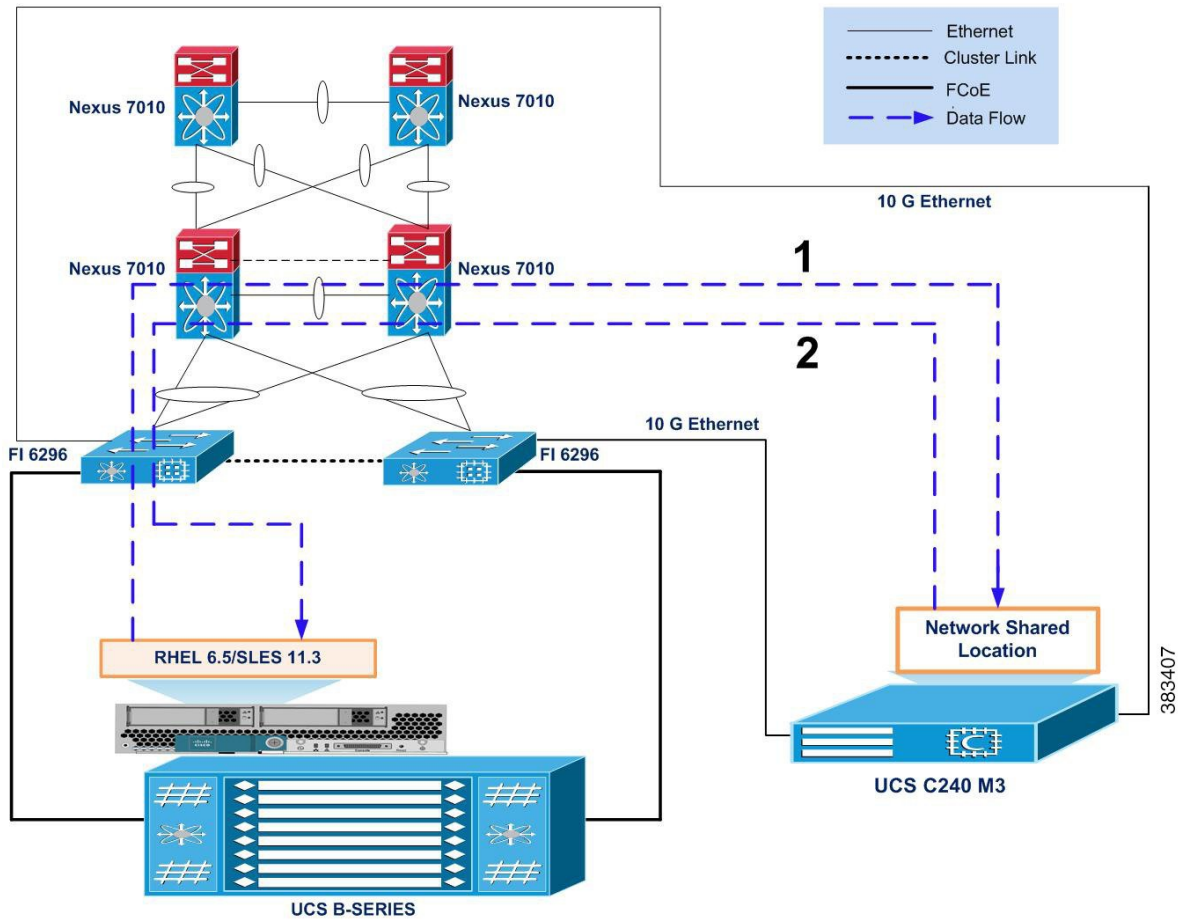 Ethernet
Cluster Link
FCoE
Data Flow
Nexus 7010
Nexus 7010
10 G Ethernet
Nexus 7010
Nexus 7010
1
2
10 G Ethernet
FI 6296
FI 6296
RHEL 6.5/SLES 11.3
Network Shared
Location
383407
UCS C240 M3
UCS B-SERIES